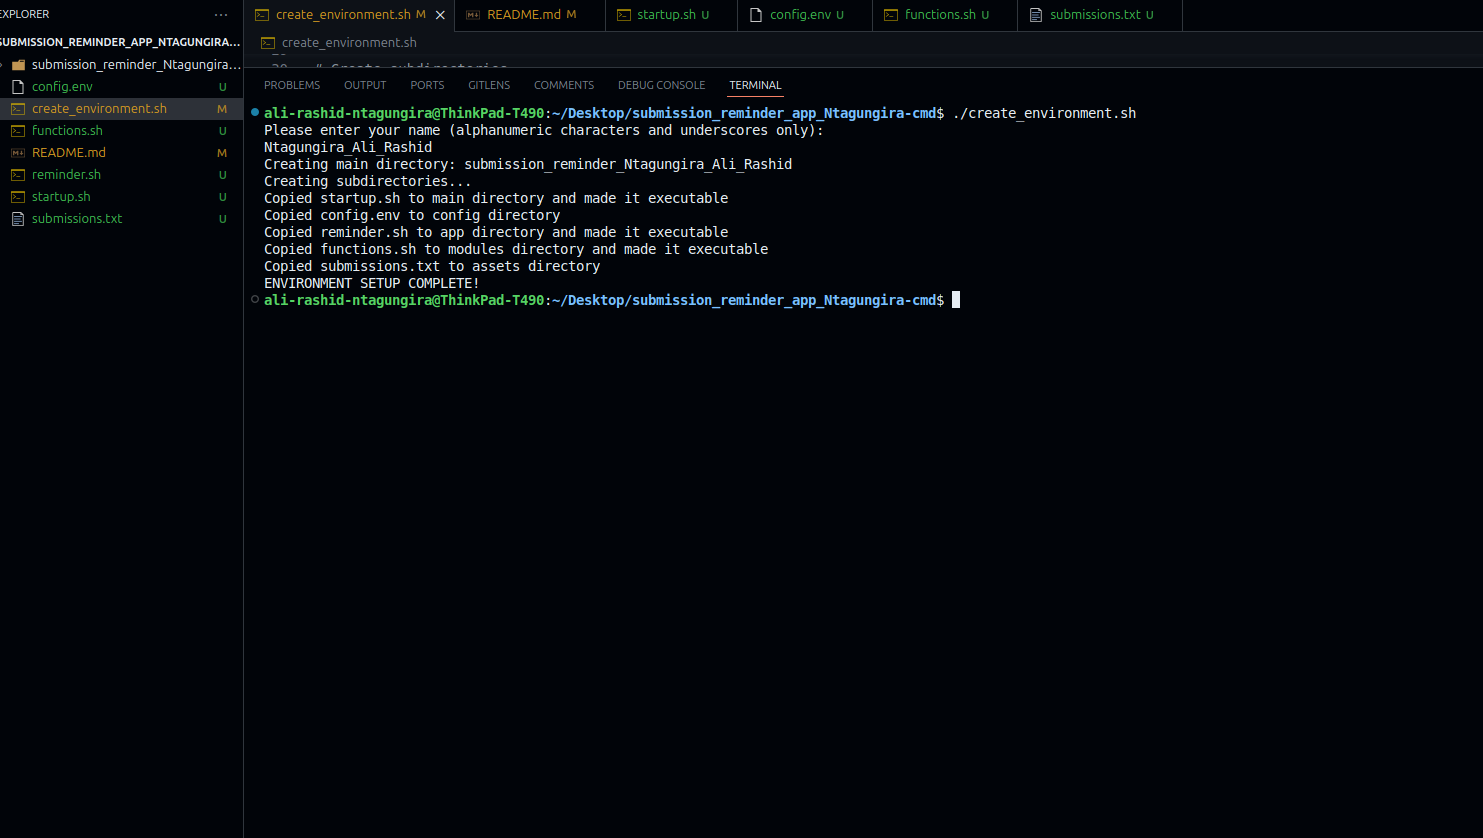 EXPLORER ···
SUBMISSION_REMINDER_APP_NTAGUNGIRA...
submission_reminder_Ntagungira...
config.env U
create_environment.sh M
functions.sh U
README.md M
reminder.sh U
startup.sh U
submissions.txt U
create_environment.sh M README.md M startup.sh U config.env U functions.sh U submissions.txt U
create_environment.sh
# Create subdirectories
PROBLEMS OUTPUT PORTS GITLENS COMMENTS DEBUG CONSOLE TERMINAL
ali-rashid-ntagungira@ThinkPad-T490:~/Desktop/submission_reminder_app_Ntagungira-cmd$ ./create_environment.sh
Please enter your name (alphanumeric characters and underscores only):
Ntagungira_Ali_Rashid
Creating main directory: submission_reminder_Ntagungira_Ali_Rashid
Creating subdirectories...
Copied startup.sh to main directory and made it executable
Copied config.env to config directory
Copied reminder.sh to app directory and made it executable
Copied functions.sh to modules directory and made it executable
Copied submissions.txt to assets directory
ENVIRONMENT SETUP COMPLETE!
ali-rashid-ntagungira@ThinkPad-T490:~/Desktop/submission_reminder_app_Ntagungira-cmd$